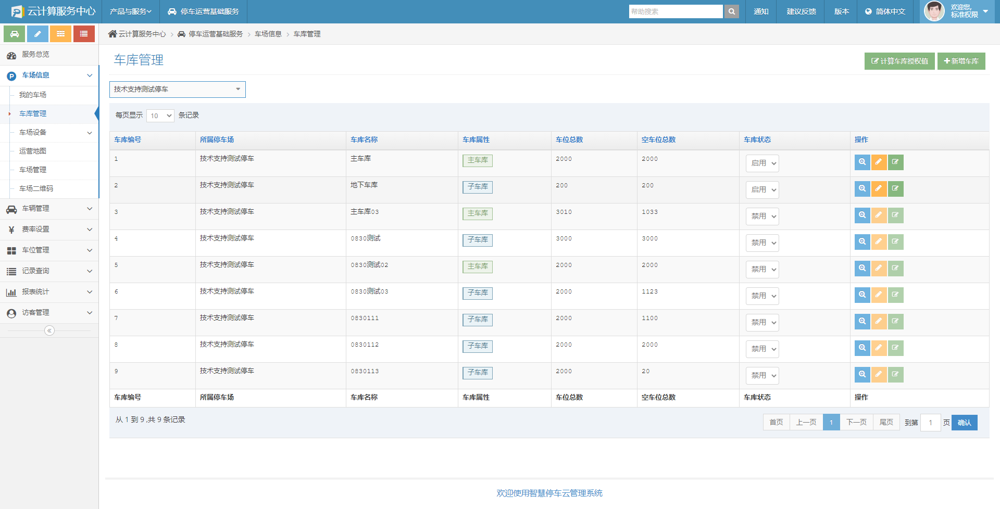 云计算服务中心 产品与服务 停车运营基础服务 帮助搜索 通知 建议反馈 版本 简体中文 欢迎您,
标准权限
云计算服务中心 停车运营基础服务 车场信息 车库管理
服务总览
车场信息
我的车场
车库管理
车场设备
运营地图
车场管理
车场二维码
车辆管理
¥ 费率设置
车位管理
记录查询
报表统计
访客管理
车库管理
计算车库授权值 新增车库
技术支持测试停车
每页显示 10 条记录
车库编号 所属停车场 车库名称 车库属性 车位总数 空车位总数 车库状态 操作
1 技术支持测试停车 主车库 主车库 2000 2000 启用
2 技术支持测试停车 地下车库 子车库 200 200 启用
3 技术支持测试停车 主车库03 主车库 3010 1033 禁用
4 技术支持测试停车 0830测试 子车库 3000 3000 禁用
5 技术支持测试停车 0830测试02 主车库 2000 2000 禁用
6 技术支持测试停车 0830测试03 子车库 2000 1123 禁用
7 技术支持测试停车 0830111 子车库 2000 1100 禁用
8 技术支持测试停车 0830112 子车库 2000 2000 禁用
9 技术支持测试停车 0830113 子车库 2000 20 禁用
车库编号 所属停车场 车库名称 车库属性 车位总数 空车位总数 车库状态 操作
从 1 到 9 ,共 9 条记录
首页 上一页 1 下一页 尾页 到第 1 页 确认
欢迎使用智慧停车云管理系统